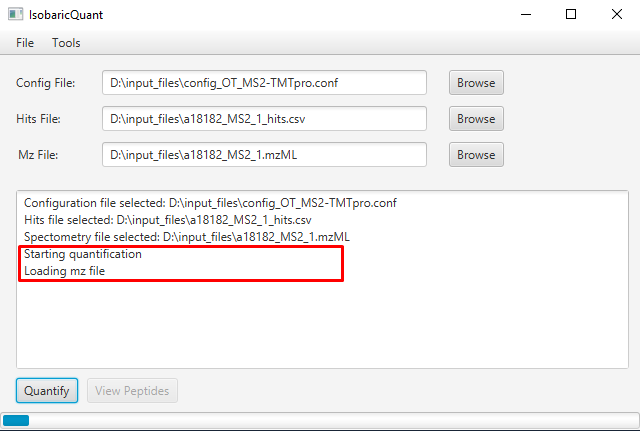 IsobaricQuant
File Tools
Config File: D:\input_files\config_OT_MS2-TMTpro.conf Browse
Hits File: D:\input_files\a18182_MS2_1_hits.csv Browse
Mz File: D:\input_files\a18182_MS2_1.mzML Browse
Configuration file selected: D:\input_files\config_OT_MS2-TMTpro.conf
Hits file selected: D:\input_files\a18182_MS2_1_hits.csv
Spectometry file selected: D:\input_files\a18182_MS2_1.mzML
Starting quantification
Loading mz file
Quantify View Peptides